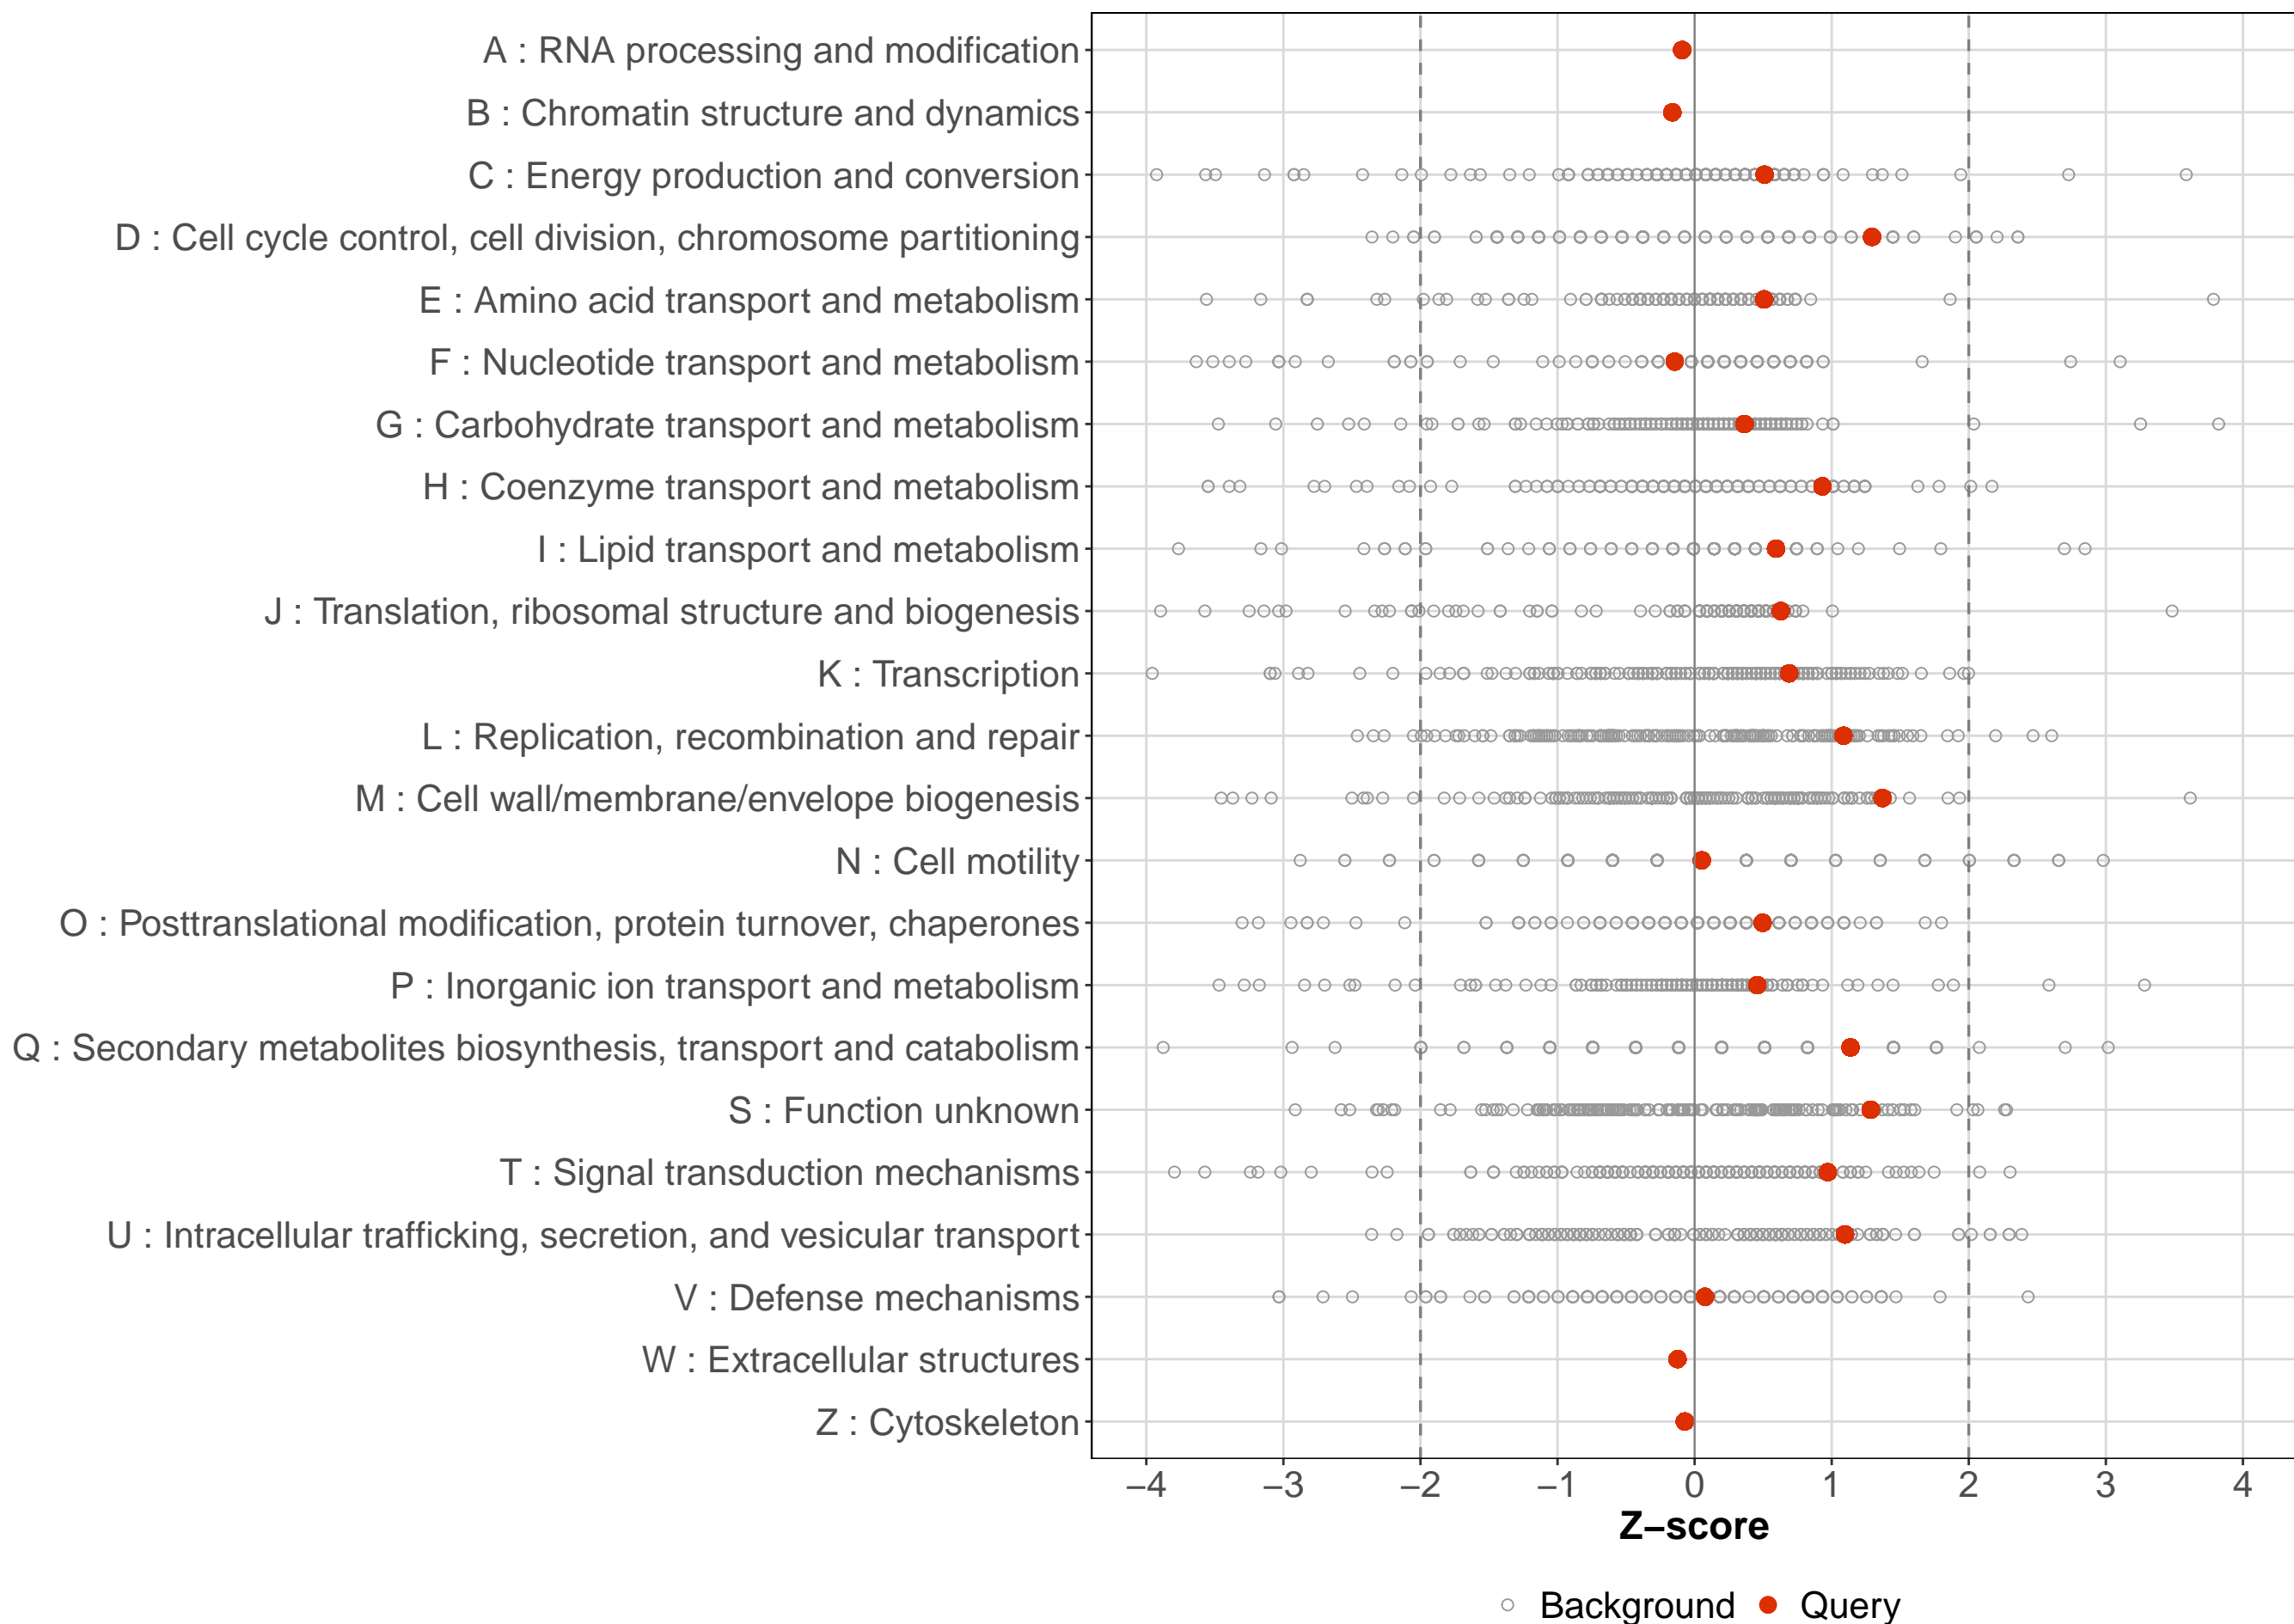 A : RNA processing and modification
B : Chromatin structure and dynamics
C : Energy production and conversion
D : Cell cycle control, cell division, chromosome partitioning
E : Amino acid transport and metabolism
F : Nucleotide transport and metabolism
G : Carbohydrate transport and metabolism
H : Coenzyme transport and metabolism
I : Lipid transport and metabolism
J : Translation, ribosomal structure and biogenesis
K : Transcription
L : Replication, recombination and repair
M : Cell wall/membrane/envelope biogenesis
N : Cell motility
O : Posttranslational modification, protein turnover, chaperones
P : Inorganic ion transport and metabolism
Q : Secondary metabolites biosynthesis, transport and catabolism
S : Function unknown
T : Signal transduction mechanisms
U : Intracellular trafficking, secretion, and vesicular transport
V : Defense mechanisms
W : Extracellular structures
Z : Cytoskeleton
−4 −3 −2 −1 0 1 2 3 4
Z−score
Background Query